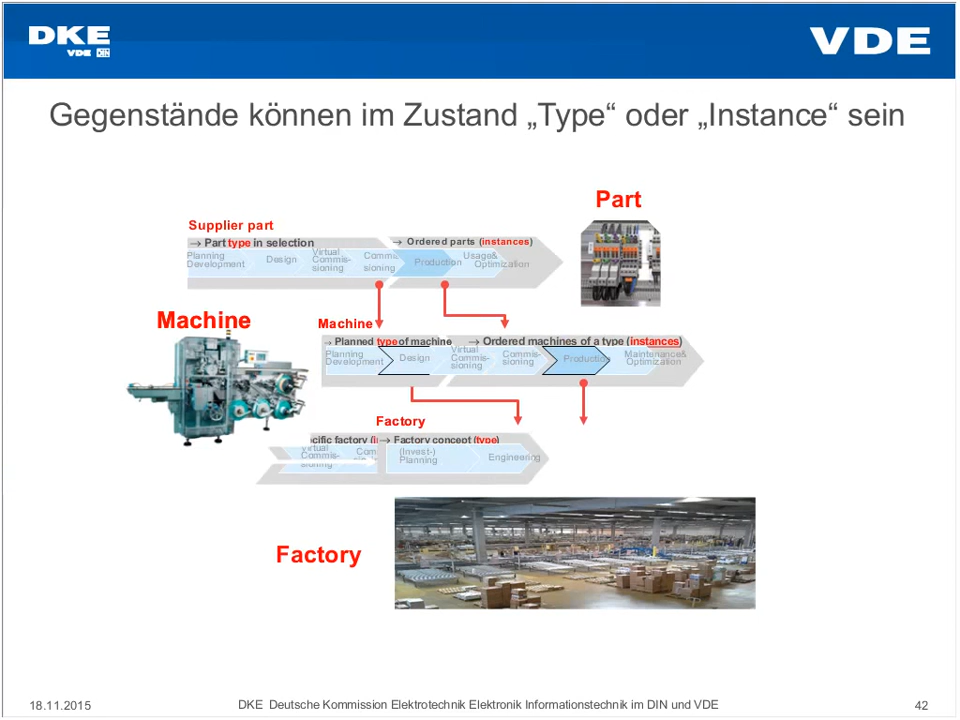 DKE
VDE DIN
VDE
Gegenstände können im Zustand „Type“ oder „Instance“ sein
Part
Supplier part
→ Part type in selection
→ Ordered parts (instances)
Planning
Development
Design
Virtual
Commis-
sioning
Commis
sioning
Production
Usage&
Optimization
Machine
Machine
→ Planned type of machine
→ Ordered machines of a type (instances)
Planning
Development
Design
Virtual
Commis-
sioning
Commis-
sioning
Production
Maintenance&
Optimization
Factory
cific factory (i
→ Factory concept (type)
Virtual
Commis-
sioning
Com
(Invest-)
Planning
Engineering
Factory
18.11.2015
DKE Deutsche Kommission Elektrotechnik Elektronik Informationstechnik im DIN und VDE
42